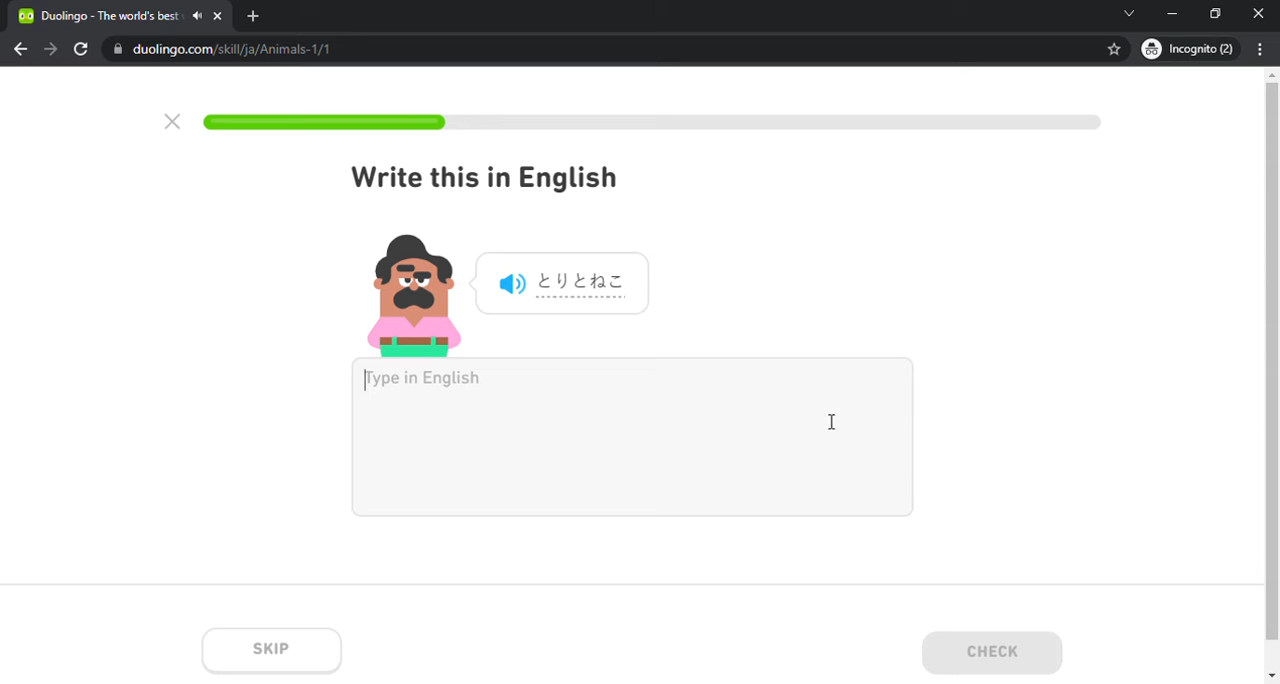 Duolingo - The world's best
duolingo.com/skill/ja/Animals-1/1
Incognito (2)
Write this in English
とりとねこ
Type in English
SKIP
CHECK